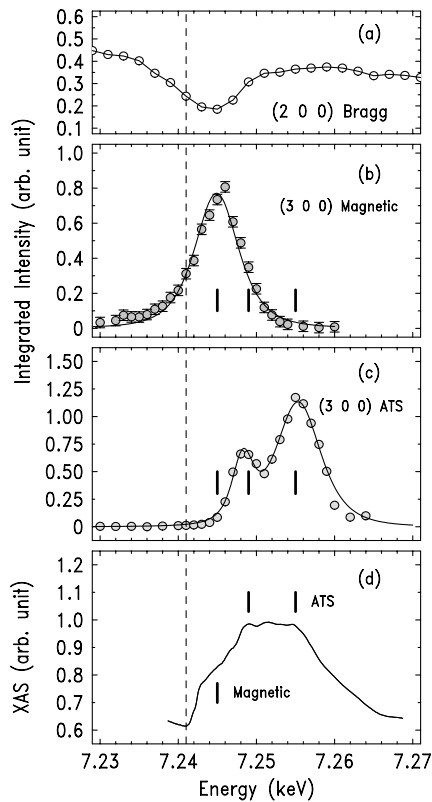 0.6
0.5
0.4
0.3
0.2
0.1
(a)
(2 0 0) Bragg
1.0
0.8
0.6
0.4
0.2
0
(b)
(3 0 0) Magnetic
Integrated Intensity (arb. unit)
1.50
1.25
1.00
0.75
0.50
0.25
0
(c)
(3 0 0) ATS
1.2
1.1
1.0
0.9
0.8
0.7
0.6
(d)
ATS
Magnetic
XAS (arb. unit)
7.23 7.24 7.25 7.26 7.27
Energy (keV)